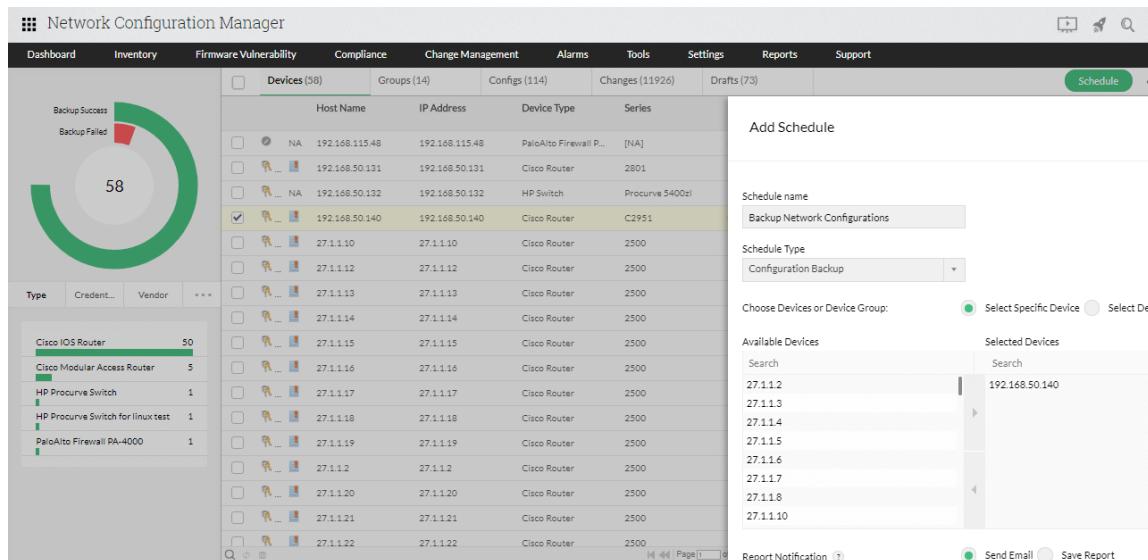 Network Configuration Manager
Dashboard Inventory Firmware Vulnerability Compliance Change Management Alarms Tools Settings Reports Support
Devices (58) Groups (14) Configs (114) Changes (11926) Drafts (73) Schedule
Backup Success
Backup Failed
58
Type Credent... Vendor
Cisco IOS Router 50
Cisco Modular Access Router 5
HP Procurve Switch 1
HP Procurve Switch for linux test 1
PaloAlto Firewall PA-4000 1
Host Name IP Address Device Type Series
NA 192.168.115.48 192.168.115.48 PaloAlto Firewall P... [NA]
192.168.50.131 192.168.50.131 Cisco Router 2801
NA 192.168.50.132 192.168.50.132 HP Switch Procurve 5400zl
192.168.50.140 192.168.50.140 Cisco Router C2951
27.1.1.10 27.1.1.10 Cisco Router 2500
27.1.1.12 27.1.1.12 Cisco Router 2500
27.1.1.13 27.1.1.13 Cisco Router 2500
27.1.1.14 27.1.1.14 Cisco Router 2500
27.1.1.15 27.1.1.15 Cisco Router 2500
27.1.1.16 27.1.1.16 Cisco Router 2500
27.1.1.17 27.1.1.17 Cisco Router 2500
27.1.1.18 27.1.1.18 Cisco Router 2500
27.1.1.19 27.1.1.19 Cisco Router 2500
27.1.1.2 27.1.1.2 Cisco Router 2500
27.1.1.20 27.1.1.20 Cisco Router 2500
27.1.1.21 27.1.1.21 Cisco Router 2500
27.1.1.22 27.1.1.22 Cisco Router 2500
Page 1
Add Schedule
Schedule name
Backup Network Configurations
Schedule Type
Configuration Backup
Choose Devices or Device Group: Select Specific Device Select De
Available Devices Selected Devices
Search Search
27.1.1.2 192.168.50.140
27.1.1.3
27.1.1.4
27.1.1.5
27.1.1.6
27.1.1.7
27.1.1.8
27.1.1.10
Report Notification ? Send Email Save Report